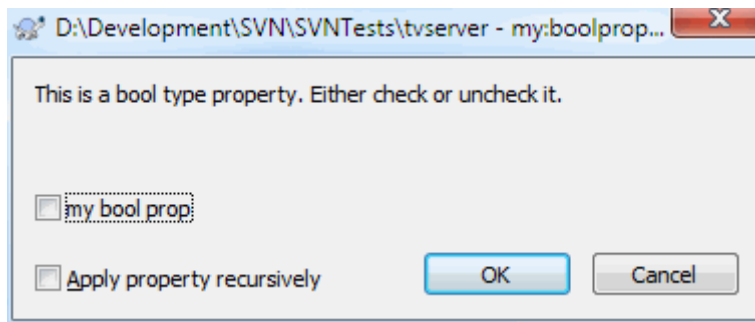 D:\Development\SVN\SVNTests\tvserver - my:boolprop...
This is a bool type property. Either check or uncheck it.
my bool prop
Apply property recursively
OK
Cancel